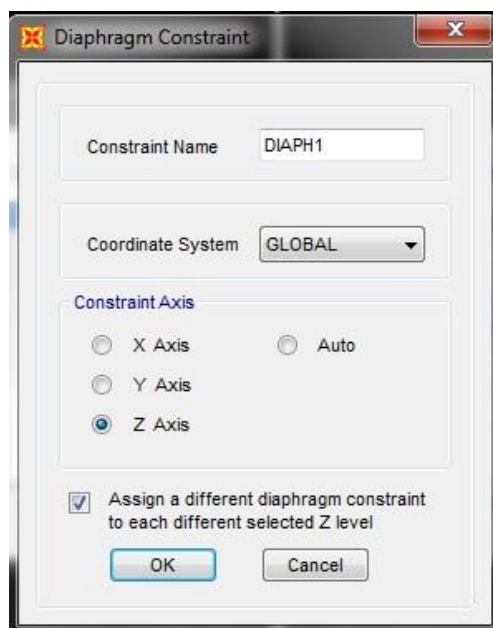 Diaphragm Constraint
Constraint Name DIAPH1
Coordinate System GLOBAL
Constraint Axis
X Axis Auto
Y Axis
Z Axis
Assign a different diaphragm constraint
to each different selected Z level
OK Cancel